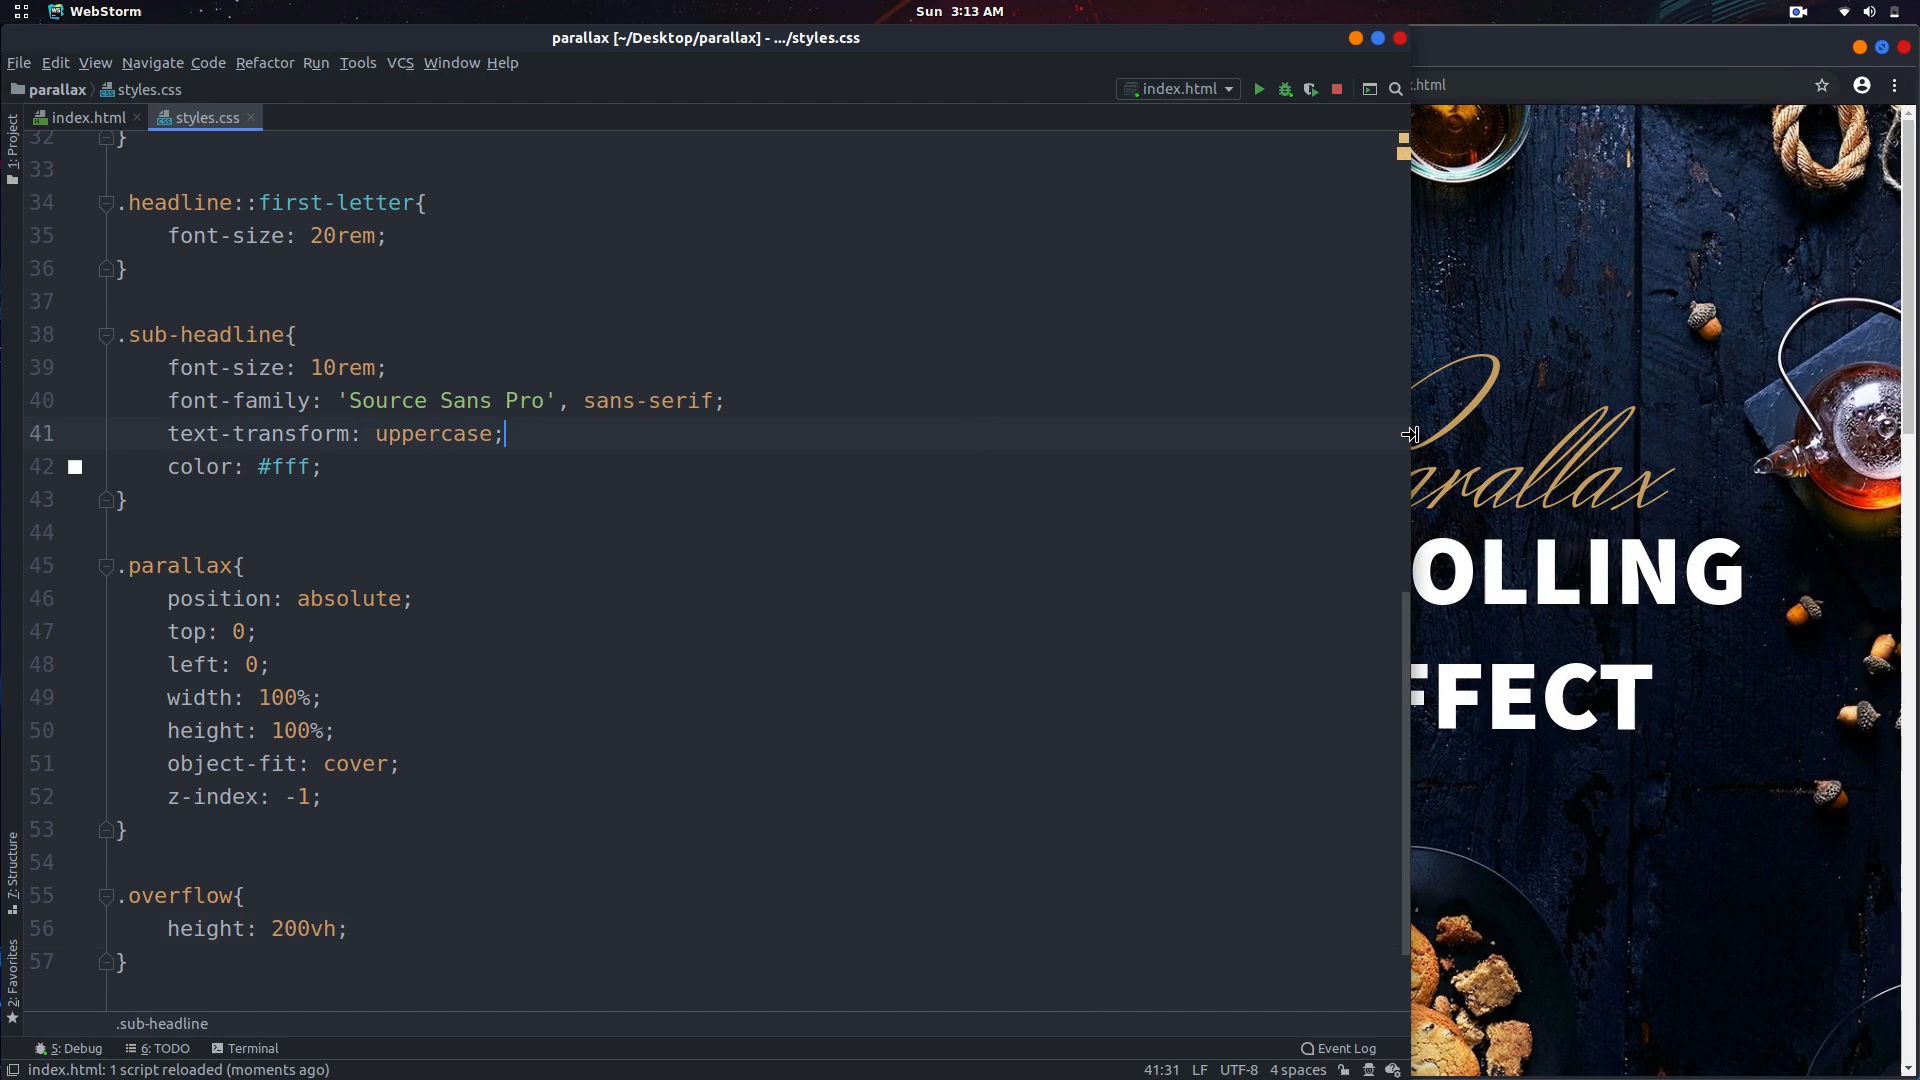 WebStorm
Sun 3:13 AM
parallax [~/Desktop/parallax] - .../styles.css
File Edit View Navigate Code Refactor Run Tools VCS Window Help
parallax
styles.css
index.html
.html
index.html
styles.css
1: Project
7: Structure
2: Favorites
32 }
33
34 .headline::first-letter{
35 font-size: 20rem;
36 }
37
38 .sub-headline{
39 font-size: 10rem;
40 font-family: 'Source Sans Pro', sans-serif;
41 text-transform: uppercase;
42 color: #fff;
43 }
44
45 .parallax{
46 position: absolute;
47 top: 0;
48 left: 0;
49 width: 100%;
50 height: 100%;
51 object-fit: cover;
52 z-index: -1;
53 }
54
55 .overflow{
56 height: 200vh;
57 }
.sub-headline
Parallax
OLLING
FFECT
5: Debug
6: TODO
Terminal
Event Log
index.html: 1 script reloaded (moments ago)
41:31 LF UTF-8 4 spaces